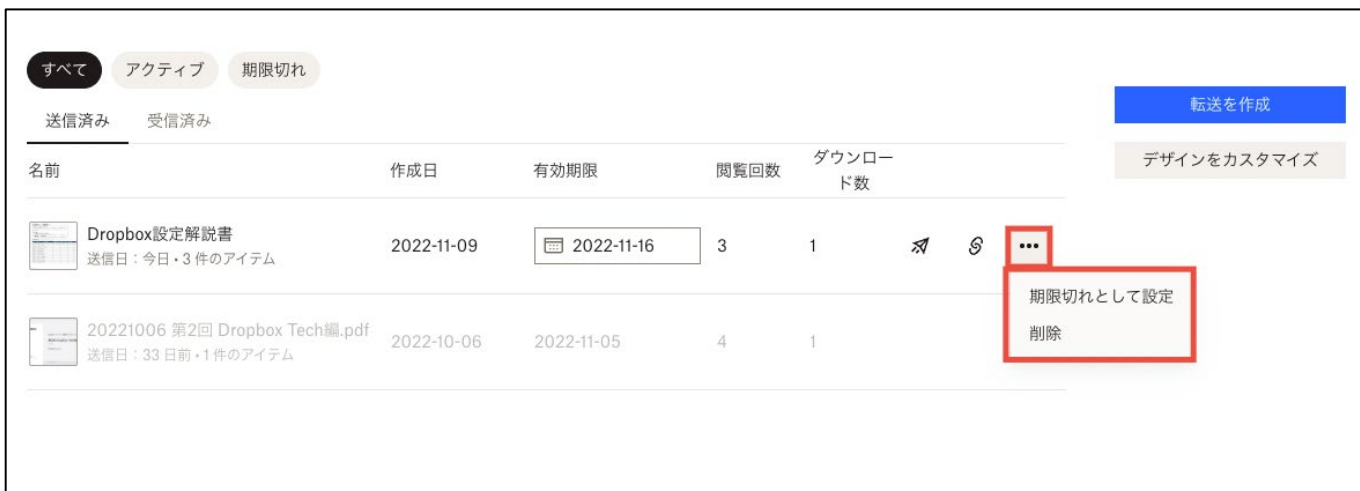 すべて アクティブ 期限切れ
転送を作成
送信済み 受信済み
デザインをカスタマイズ
名前 作成日 有効期限 閲覧回数 ダウンロー
ド数
Dropbox設定解説書
送信日：今日・3 件のアイテム
2022-11-09 2022-11-16 3 1
期限切れとして設定
削除
20221006 第2回 Dropbox Tech編.pdf
送信日：33 日前・1 件のアイテム
2022-10-06 2022-11-05 4 1